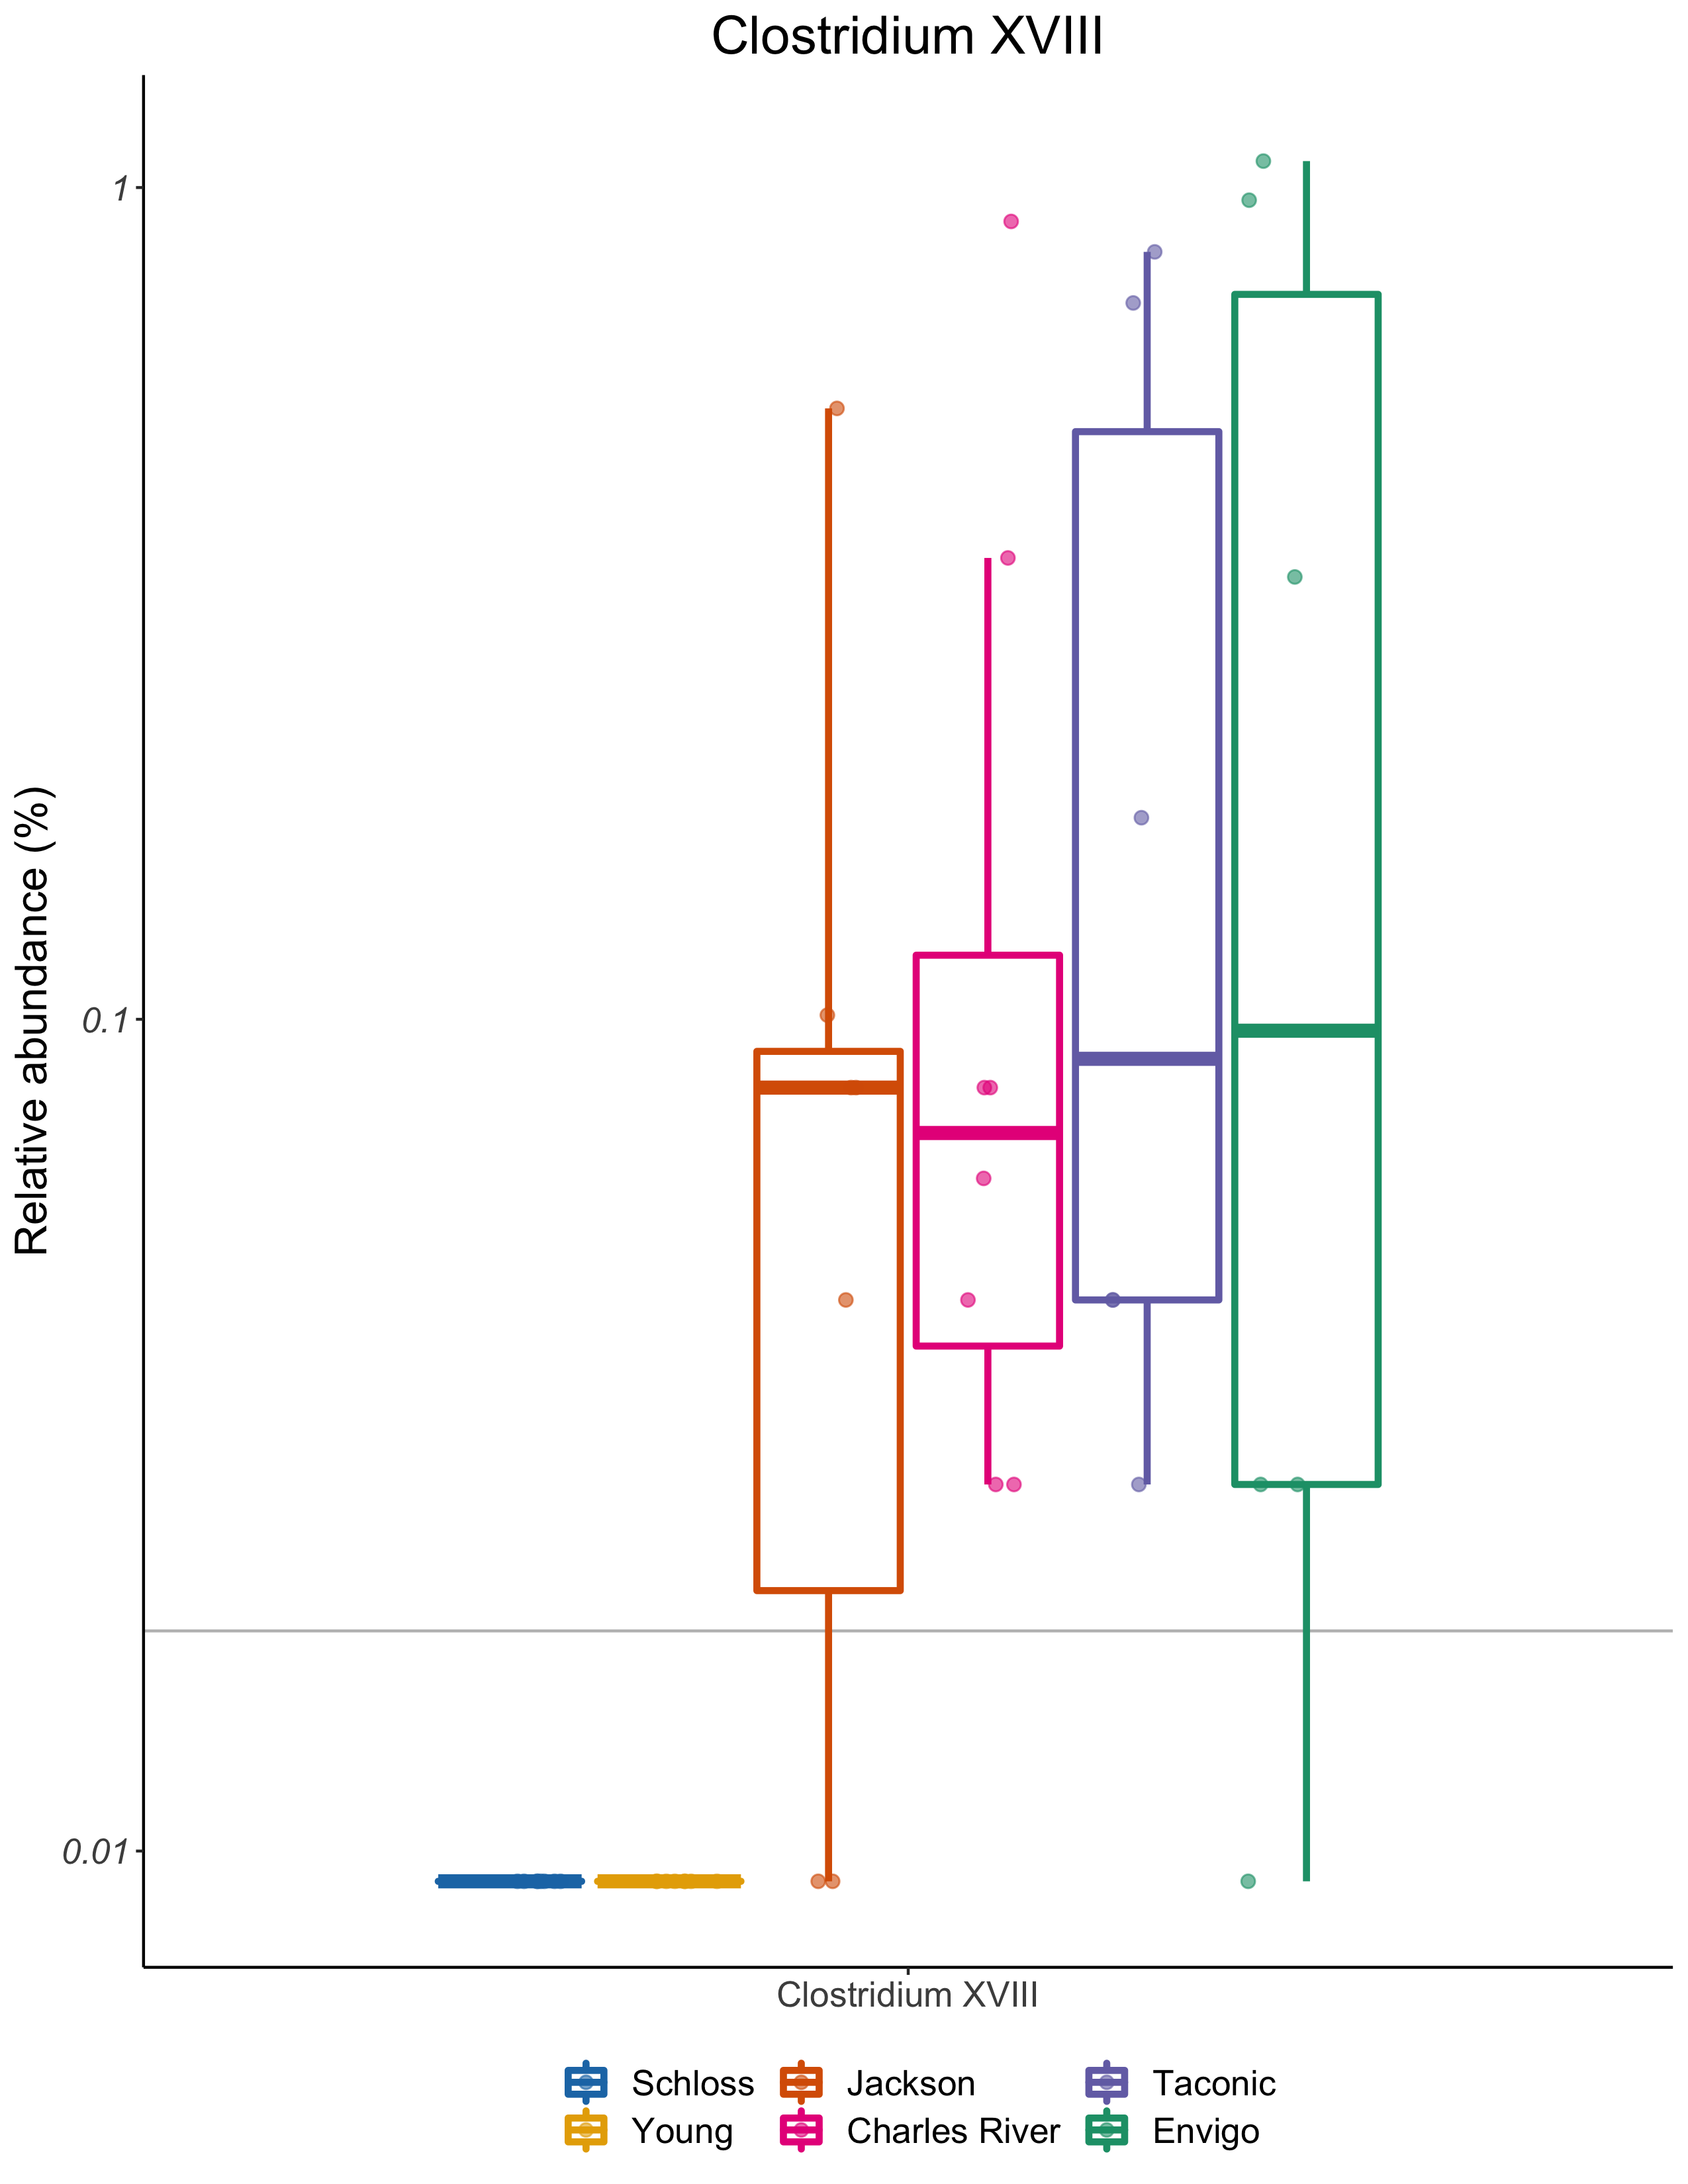 Clostridium XVIII
Relative abundance (%)
1
0.1
0.01
Clostridium XVIII
Schloss Jackson Taconic
Young Charles River Envigo